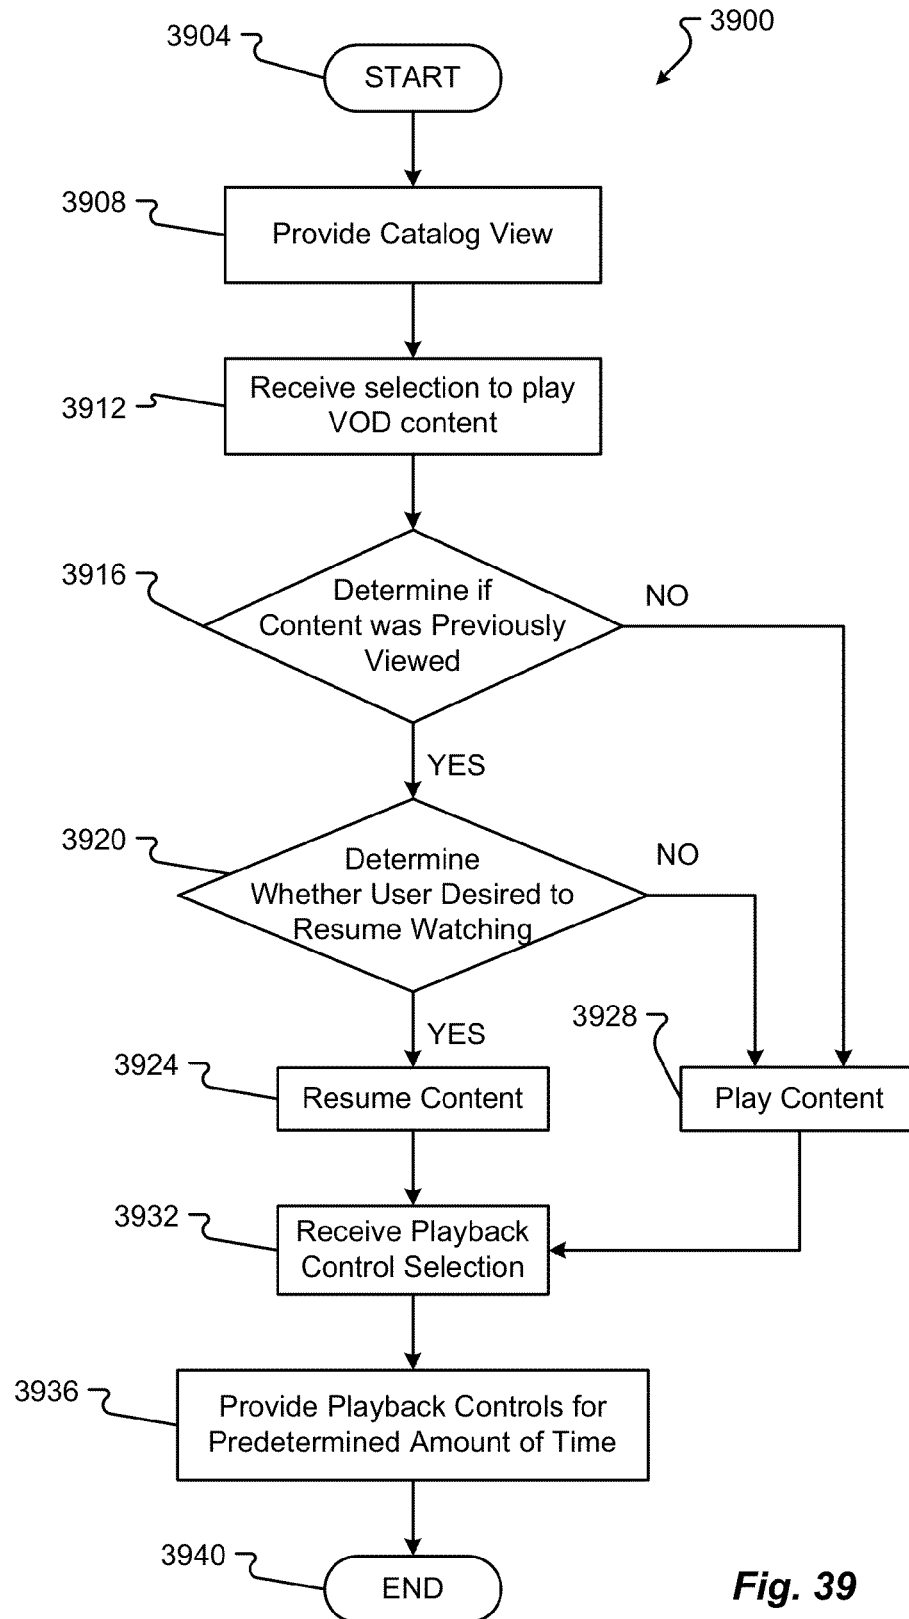 3900
3904
START
3908
Provide Catalog View
3912
Receive selection to play
VOD content
3916
Determine if
Content was Previously
Viewed
NO
YES
3920
Determine
Whether User Desired to
Resume Watching
NO
YES
3924
Resume Content
3928
Play Content
3932
Receive Playback
Control Selection
3936
Provide Playback Controls for
Predetermined Amount of Time
3940
END
Fig. 39